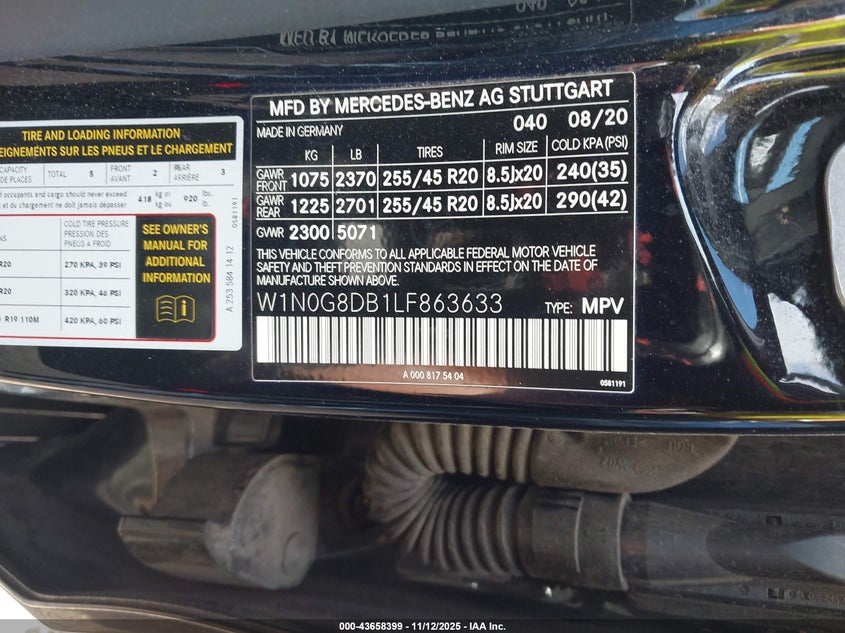 TIRE AND LOADING INFORMATION
EIGNEMENTS SUR LES PNEUS ET LE CHARGEMENT
CAPACITY TOTAL 5 FRONT 2 REAR 3
DE PLACES AVANT ARRIÈRE
occupants and cargo should never exceed 418 kg or 920 lbs.
et du chargement ne doit jamais dépasser kg ou lb.
0581191
COLD TIRE PRESSURE
PRESSION DES
PNEUS À FROID
R20 270 KPA, 39 PSI
R20 320 KPA, 46 PSI
R19 110M 420 KPA, 60 PSI
SEE OWNER'S
MANUAL FOR
ADDITIONAL
INFORMATION
A 253 584 14 12
MFD BY MERCEDES-BENZ AG STUTTGART
MADE IN GERMANY 040 08/20
KG LB TIRES RIM SIZE COLD KPA (PSI)
GAWR FRONT 1075 2370 255/45 R20 8.5Jx20 240(35)
GAWR REAR 1225 2701 255/45 R20 8.5Jx20 290(42)
GVWR 2300 5071
THIS VEHICLE CONFORMS TO ALL APPLICABLE FEDERAL MOTOR VEHICLE
SAFETY AND THEFT PREVENTION STANDARDS IN EFFECT ON THE DATE OF
MANUFACTURE SHOWN ABOVE.
W1N0G8DB1LF863633 TYPE: MPV
A 000 817 54 04 0581191
000-43658399 - 11/12/2025 - IAA Inc.